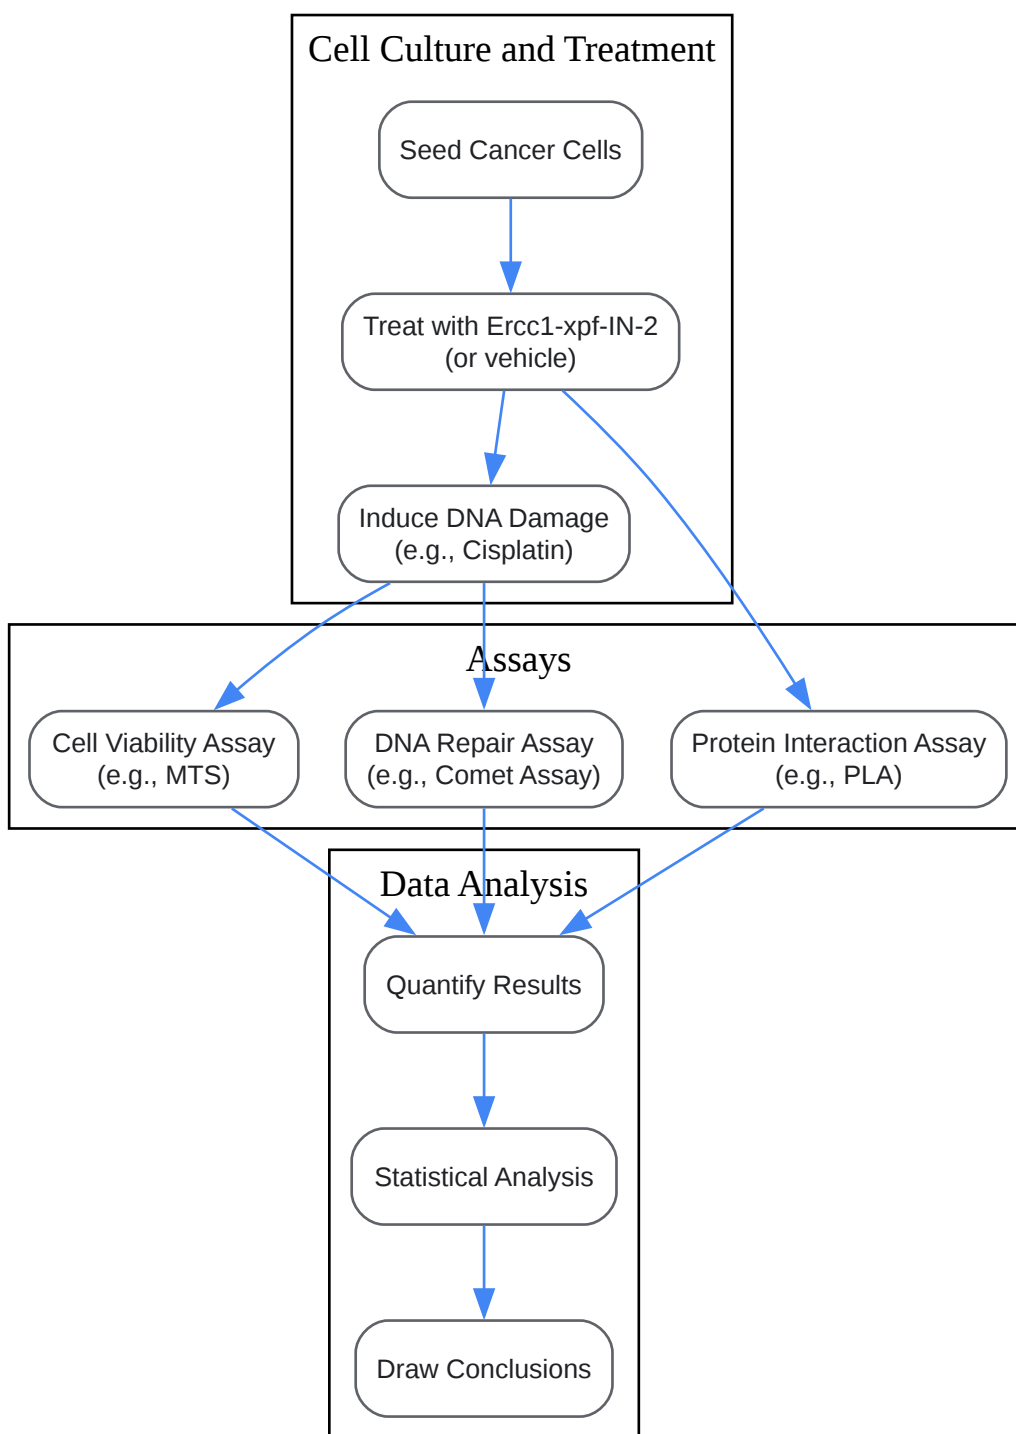 Cell Culture and Treatment
Seed Cancer Cells
Treat with Ercc1-xpf-IN-2
(or vehicle)
Induce DNA Damage
(e.g., Cisplatin)
Assays
Cell Viability Assay
(e.g., MTS)
DNA Repair Assay
(e.g., Comet Assay)
Protein Interaction Assay
(e.g., PLA)
Data Analysis
Quantify Results
Statistical Analysis
Draw Conclusions